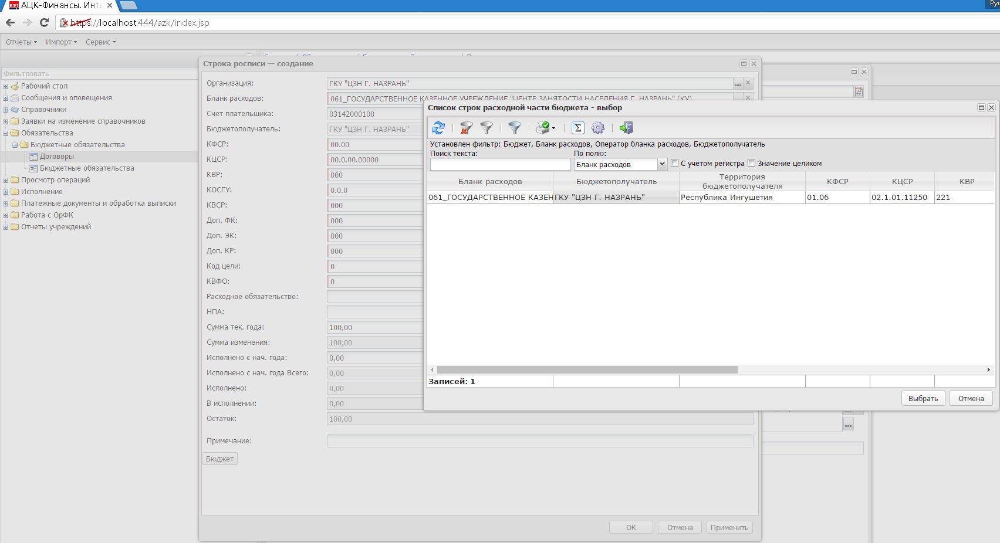 АЦК-Финансы. Инте
Рус
https://localhost:444/azk/index.jsp
Отчеты Импорт Сервис
Фильтровать
Рабочий стол
Сообщения и оповещения
Справочники
Заявки на изменение справочников
Обязательства
Бюджетные обязательства
Договоры
Бюджетные обязательства
Просмотр операций
Исполнение
Платежные документы и обработка выписки
Работа с ОрФК
Отчеты учреждений
Строка росписи — создание
Организация: ГКУ "ЦЗН Г. НАЗРАНЬ"
Бланк расходов: 061_ГОСУДАРСТВЕННОЕ КАЗЕННОЕ УЧРЕЖДЕНИЕ "ЦЕНТР ЗАНЯТОСТИ НАСЕЛЕНИЯ Г. НАЗРАНЬ" (КУ)
Счет плательщика: 03142000100
Бюджетополучатель: ГКУ "ЦЗН Г. НАЗРАНЬ"
КФСР: 00.00
КЦСР: 00.0.00.00000
КВР: 000
КОСГУ: 0.0.0
КВСР: 000
Доп. ФК: 000
Доп. ЭК: 000
Доп. КР: 000
Код цели: 0
КВФО: 0
Расходное обязательство:
НПА:
Сумма тек. года: 100,00
Сумма изменения: 100,00
Исполнено с нач. года: 0,00
Исполнено с нач. года Всего: 0,00
Исполнено: 0,00
В исполнении: 0,00
Остаток: 100,00
Примечание:
Бюджет
ОК Отмена Применить
Список строк расходной части бюджета - выбор
Установлен фильтр: Бюджет, Бланк расходов, Оператор бланка расходов, Бюджетополучатель
Поиск текста: По полю:
Бланк расходов С учетом регистра Значение целиком
Бланк расходов Бюджетополучатель Территория бюджетополучателя КФСР КЦСР КВР
061_ГОСУДАРСТВЕННОЕ КАЗЕН ГКУ "ЦЗН Г. НАЗРАНЬ" Республика Ингушетия 01.06 02.1.01.11250 221
Записей: 1
Выбрать Отмена